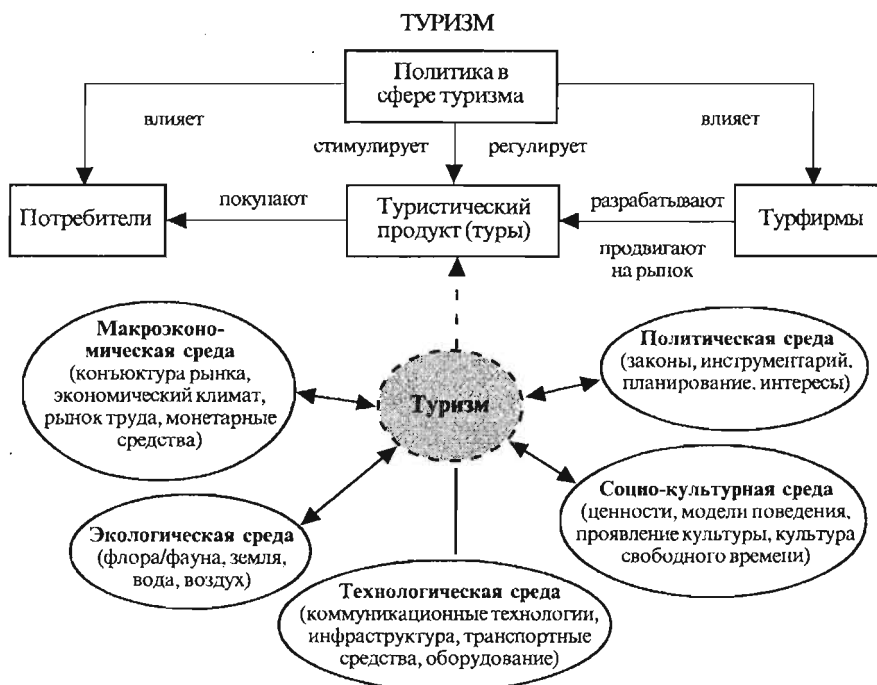 ТУРИЗМ
Политика в
сфере туризма
влияет
влияет
стимулирует
регулирует
Потребители
покупают
Туристический
продукт (туры)
разрабатывают
продвигают
на рынок
Турфирмы
Макроэконо-
мическая среда
(конъюктура рынка,
экономический климат,
рынок труда, монетарные
средства)
Политическая среда
(законы, инструментарий,
планирование, интересы)
Туризм
Социо-культурная среда
(ценности, модели поведения,
проявление культуры, культура
свободного времени)
Экологическая среда
(флора/фауна, земля,
вода, воздух)
Технологическая среда
(коммуникационные технологии,
инфраструктура, транспортные
средства, оборудование)